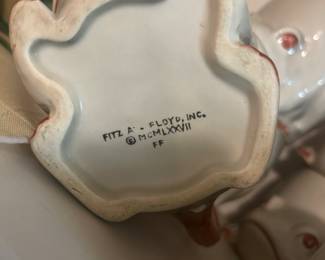 FITZ A - FLOYD, INC.
© MCMLXXVII
FF